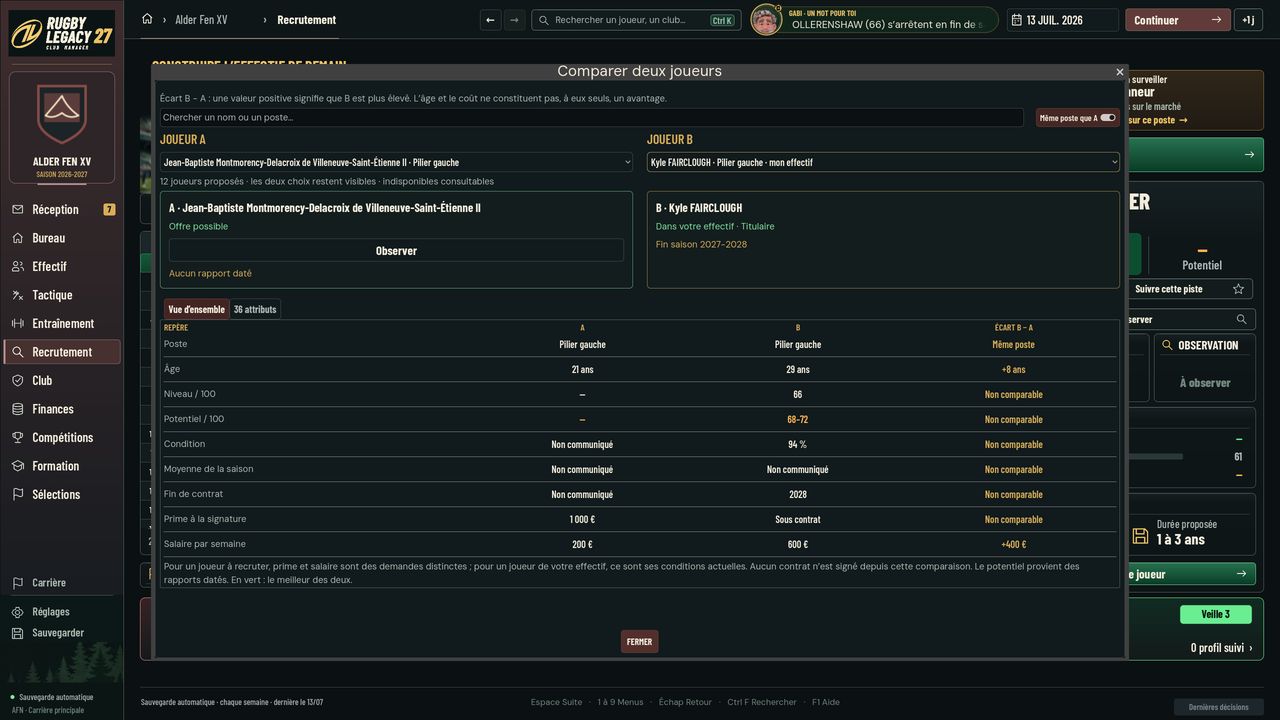 RUGBY
LEGACY 27
CLUB MANAGER
Alder Fen XV
Recrutement
Rechercher un joueur, un club…
Ctrl K
GABI · UN MOT POUR TOI
OLLERENSHAW (66) s'arrêtent en fin de s
13 JUIL. 2026
Continuer
+1 j
ALDER FEN XV
SAISON 2026-2027
Réception
7
Bureau
Effectif
Tactique
Entraînement
Recrutement
Club
Finances
Compétitions
Formation
Sélections
Carrière
Réglages
Sauvegarder
Sauvegarde automatique
AFN · Carrière principale
CONSTRUIRE L'EFFECTIF DE DEMAIN
Comparer deux joueurs
×
Écart B − A : une valeur positive signifie que B est plus élevé. L'âge et le coût ne constituent pas, à eux seuls, un avantage.
Chercher un nom ou un poste…
Même poste que A
JOUEUR A
JOUEUR B
Jean-Baptiste Montmorency-Delacroix de Villeneuve-Saint-Étienne II · Pilier gauche
Kyle FAIRCLOUGH · Pilier gauche · mon effectif
12 joueurs proposés · les deux choix restent visibles · indisponibles consultables
A · Jean-Baptiste Montmorency-Delacroix de Villeneuve-Saint-Étienne II
Offre possible
Observer
Aucun rapport daté
B · Kyle FAIRCLOUGH
Dans votre effectif · Titulaire
Fin saison 2027-2028
Vue d'ensemble
36 attributs
REPÈRE A B ÉCART B − A
Poste Pilier gauche Pilier gauche Même poste
Âge 21 ans 29 ans +8 ans
Niveau / 100 — 66 Non comparable
Potentiel / 100 — 68-72 Non comparable
Condition Non communiqué 94 % Non comparable
Moyenne de la saison Non communiqué Non communiqué Non comparable
Fin de contrat Non communiqué 2028 Non comparable
Prime à la signature 1 000 € Sous contrat Non comparable
Salaire par semaine 200 € 600 € +400 €
Pour un joueur à recruter, prime et salaire sont des demandes distinctes ; pour un joueur de votre effectif, ce sont ses conditions actuelles. Aucun contrat n'est signé depuis cette comparaison. Le potentiel provient des
rapports datés. En vert : le meilleur des deux.
FERMER
surveiller
nneur
s sur le marché
sur ce poste →
ER
—
Potentiel
Suivre cette piste
server
OBSERVATION
À observer
—
61
—
Durée proposée
1 à 3 ans
e joueur
Veille 3
0 profil suivi ›
Sauvegarde automatique · chaque semaine · dernière le 13/07
Espace Suite · 1 à 9 Menus · Échap Retour · Ctrl F Rechercher · F1 Aide
Dernières décisions